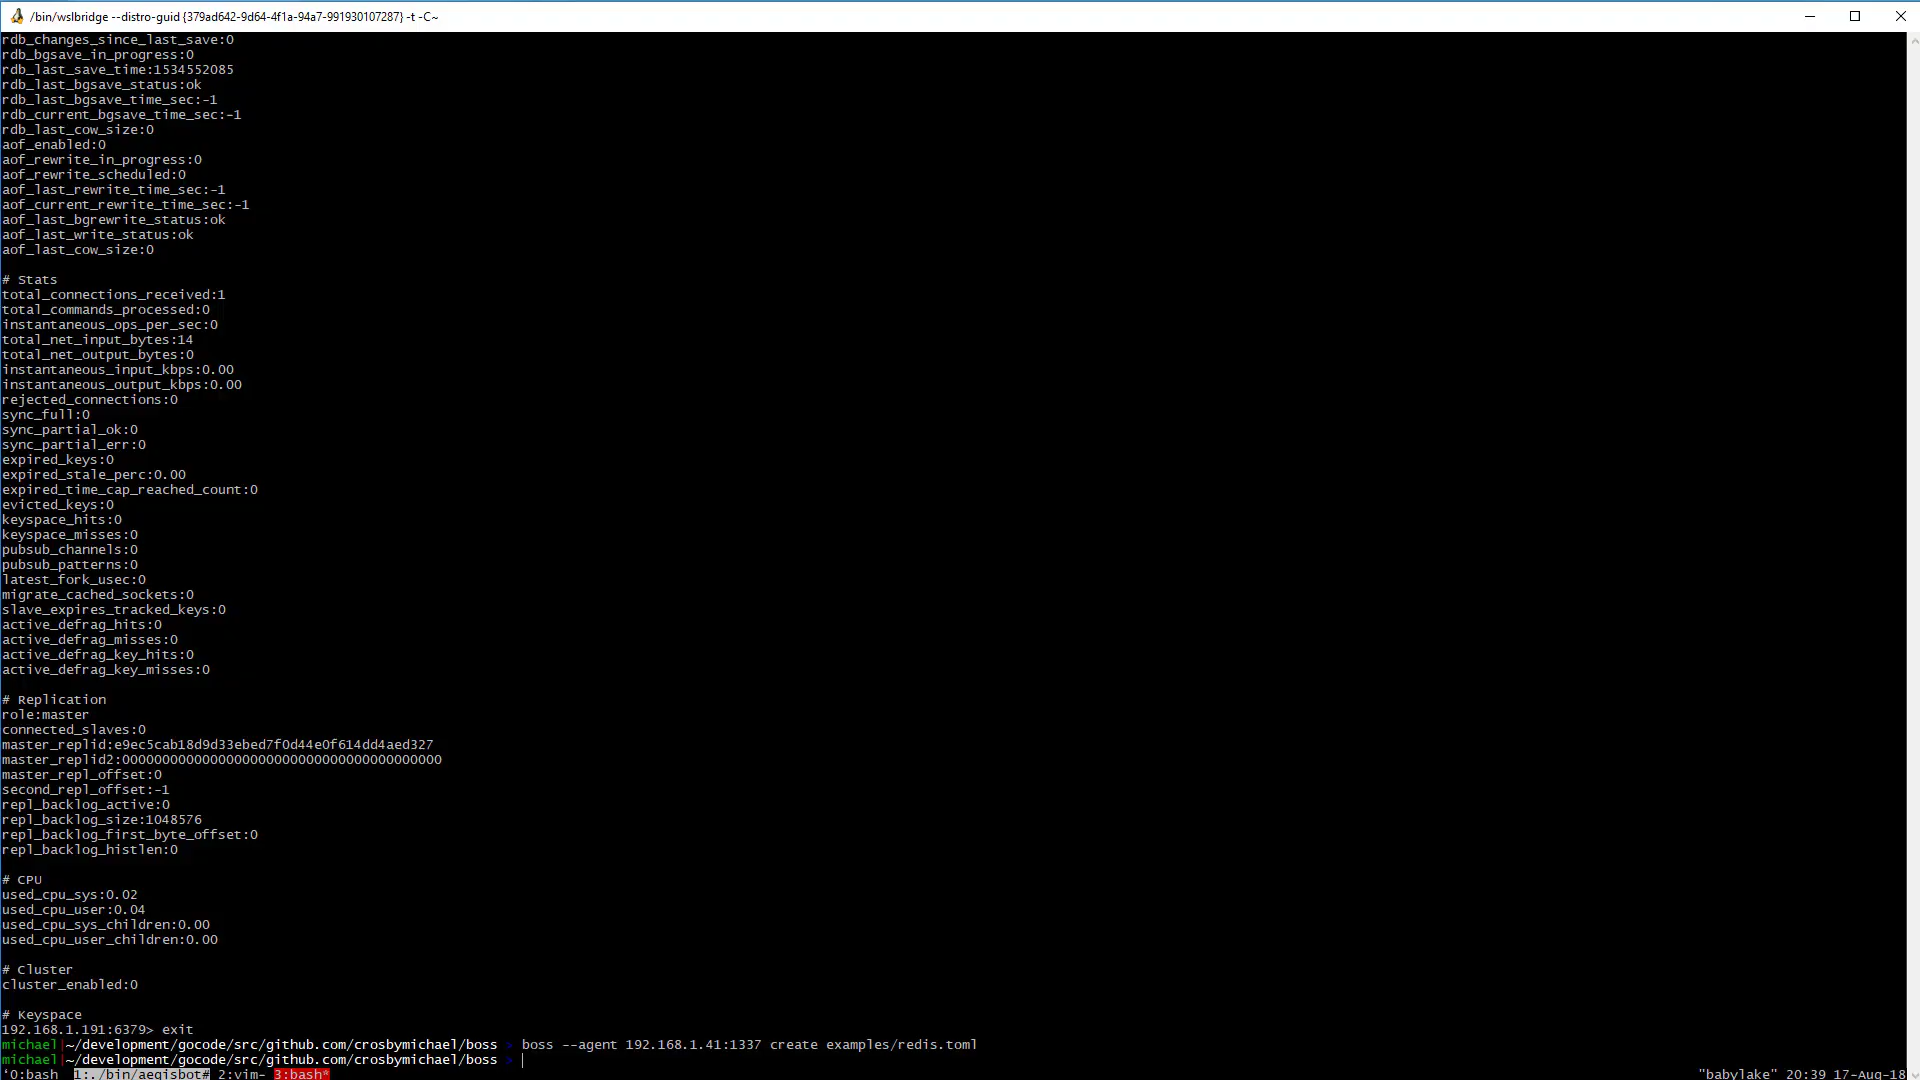 /bin/wslbridge --distro-guid {379ad642-9d64-4f1a-94a7-991930107287} -t -C~
rdb_changes_since_last_save:0
rdb_bgsave_in_progress:0
rdb_last_save_time:1534552085
rdb_last_bgsave_status:ok
rdb_last_bgsave_time_sec:-1
rdb_current_bgsave_time_sec:-1
rdb_last_cow_size:0
aof_enabled:0
aof_rewrite_in_progress:0
aof_rewrite_scheduled:0
aof_last_rewrite_time_sec:-1
aof_current_rewrite_time_sec:-1
aof_last_bgrewrite_status:ok
aof_last_write_status:ok
aof_last_cow_size:0

# Stats
total_connections_received:1
total_commands_processed:0
instantaneous_ops_per_sec:0
total_net_input_bytes:14
total_net_output_bytes:0
instantaneous_input_kbps:0.00
instantaneous_output_kbps:0.00
rejected_connections:0
sync_full:0
sync_partial_ok:0
sync_partial_err:0
expired_keys:0
expired_stale_perc:0.00
expired_time_cap_reached_count:0
evicted_keys:0
keyspace_hits:0
keyspace_misses:0
pubsub_channels:0
pubsub_patterns:0
latest_fork_usec:0
migrate_cached_sockets:0
slave_expires_tracked_keys:0
active_defrag_hits:0
active_defrag_misses:0
active_defrag_key_hits:0
active_defrag_key_misses:0

# Replication
role:master
connected_slaves:0
master_replid:e9ec5cab18d9d33ebed7f0d44e0f614dd4aed327
master_replid2:0000000000000000000000000000000000000000
master_repl_offset:0
second_repl_offset:-1
repl_backlog_active:0
repl_backlog_size:1048576
repl_backlog_first_byte_offset:0
repl_backlog_histlen:0

# CPU
used_cpu_sys:0.02
used_cpu_user:0.04
used_cpu_sys_children:0.00
used_cpu_user_children:0.00

# Cluster
cluster_enabled:0

# Keyspace
192.168.1.191:6379> exit
michael|~/development/gocode/src/github.com/crosbymichael/boss > boss --agent 192.168.1.41:1337 create examples/redis.toml
michael|~/development/gocode/src/github.com/crosbymichael/boss >
‘0:bash  1:./bin/aegisbot# 2:vim- 3:bash* "babylake" 20:39 17-Aug-18